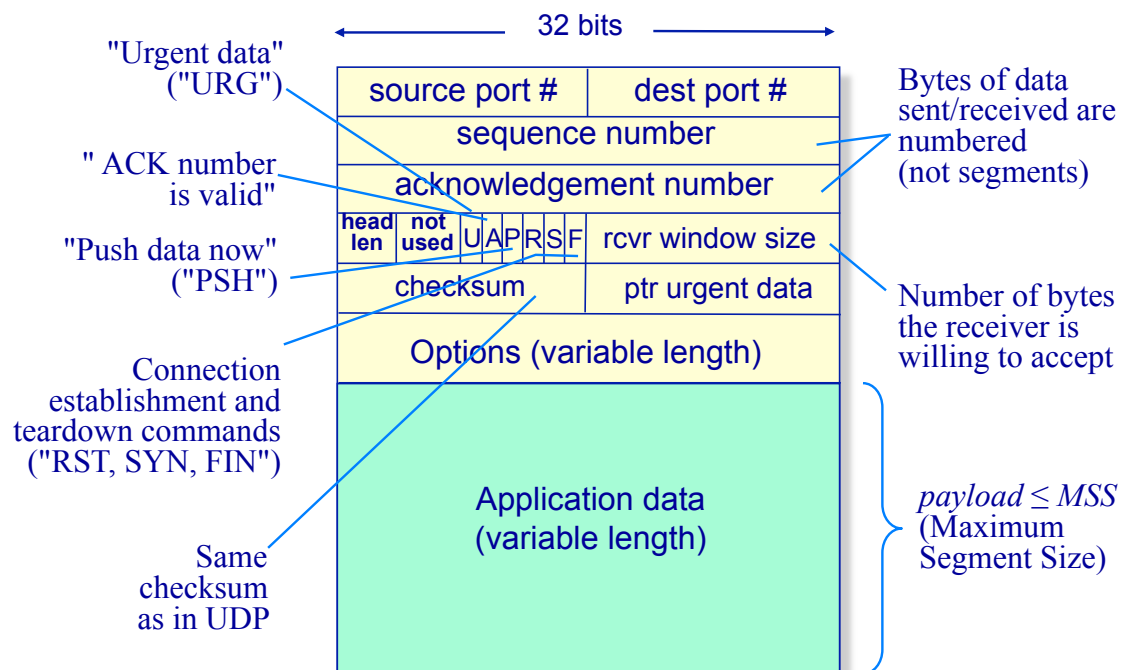 32 bits
"Urgent data"
("URG")
" ACK number
is valid"
"Push data now"
("PSH")
Connection
establishment and
teardown commands
("RST, SYN, FIN")
Same
checksum
as in UDP
source port #
dest port #
sequence number
acknowledgement number
head
len
not
used
U
A
P
R
S
F
rcvr window size
checksum
ptr urgent data
Options (variable length)
Application data
(variable length)
Bytes of data
sent/received are
numbered
(not segments)
Number of bytes
the receiver is
willing to accept
payload ≤ MSS
(Maximum
Segment Size)